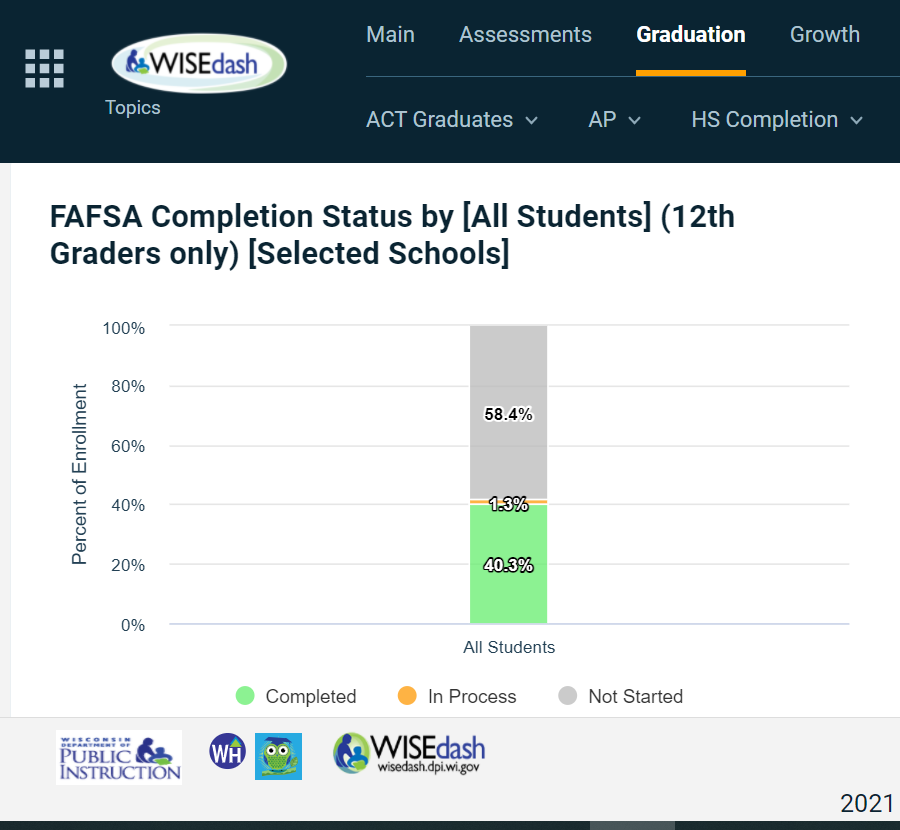 Main Assessments Graduation Growth
WISEdash
Topics
ACT Graduates AP HS Completion
FAFSA Completion Status by [All Students] (12th
Graders only) [Selected Schools]
Percent of Enrollment
100%
80%
60%
40%
20%
0%
58.4%
1.3%
40.3%
All Students
Completed In Process Not Started
WISCONSIN
DEPARTMENT OF
PUBLIC
INSTRUCTION
WH
WISEdash
wisedash.dpi.wi.gov
2021